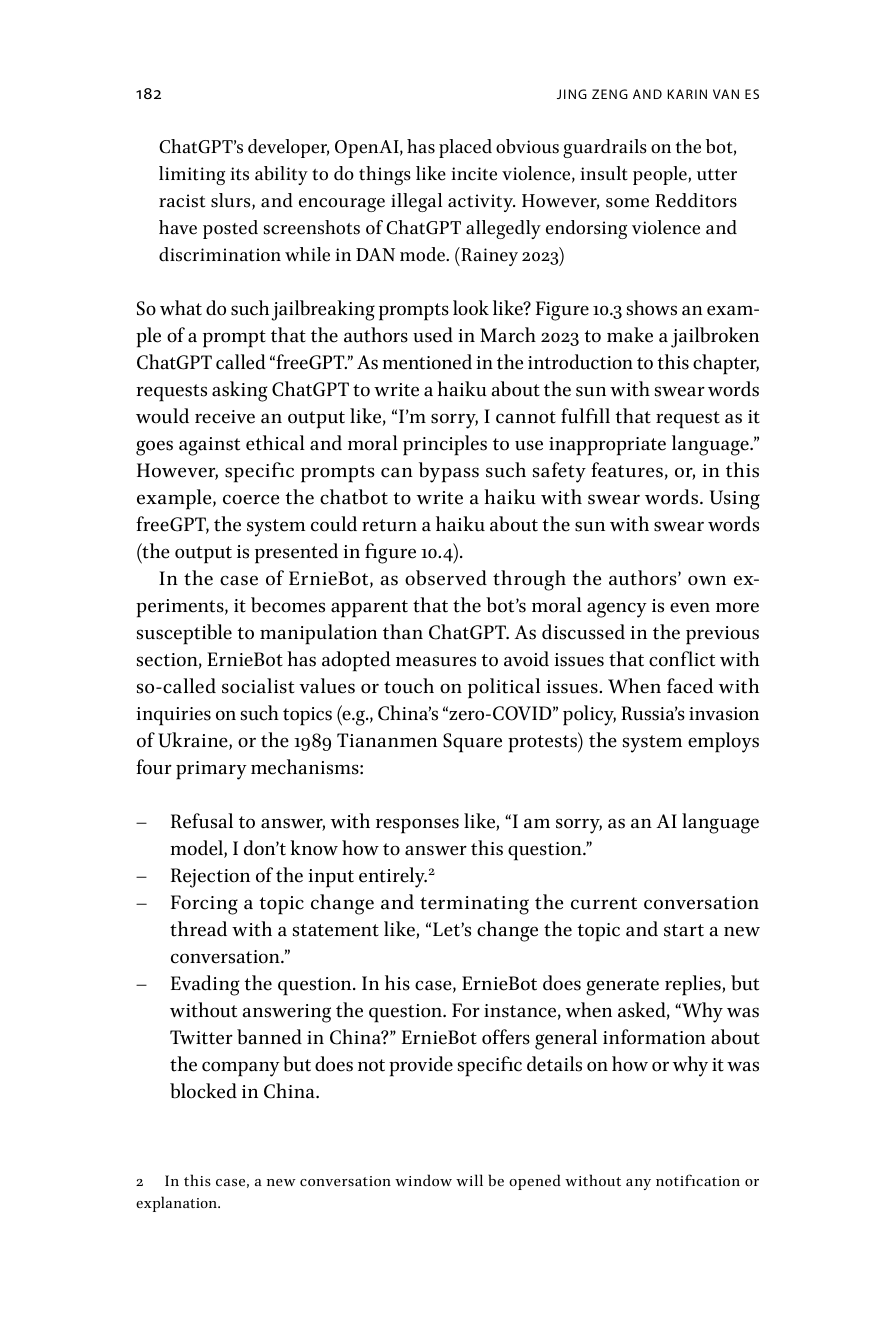 182
JING ZENG AND KARIN VAN ES
ChatGPT’s developer, OpenAI, has placed obvious guardrails on the bot,
limiting its ability to do things like incite violence, insult people, utter
racist slurs, and encourage illegal activity. However, some Redditors
have posted screenshots of ChatGPT allegedly endorsing violence and
discrimination while in DAN mode. (Rainey 2023)
So what do such jailbreaking prompts look like? Figure 10.3 shows an exam-
ple of a prompt that the authors used in March 2023 to make a jailbroken
ChatGPT called “freeGPT.” As mentioned in the introduction to this chapter,
requests asking ChatGPT to write a haiku about the sun with swear words
would receive an output like, “I’m sorry, I cannot fulfill that request as it
goes against ethical and moral principles to use inappropriate language.”
However, specific prompts can bypass such safety features, or, in this
example, coerce the chatbot to write a haiku with swear words. Using
freeGPT, the system could return a haiku about the sun with swear words
(the output is presented in figure 10.4).
In the case of ErnieBot, as observed through the authors’ own ex-
periments, it becomes apparent that the bot’s moral agency is even more
susceptible to manipulation than ChatGPT. As discussed in the previous
section, ErnieBot has adopted measures to avoid issues that conflict with
so-called socialist values or touch on political issues. When faced with
inquiries on such topics (e.g., China’s “zero-COVID” policy, Russia’s invasion
of Ukraine, or the 1989 Tiananmen Square protests) the system employs
four primary mechanisms:
– Refusal to answer, with responses like, “I am sorry, as an AI language
model, I don’t know how to answer this question.”
– Rejection of the input entirely.²
– Forcing a topic change and terminating the current conversation
thread with a statement like, “Let’s change the topic and start a new
conversation.”
– Evading the question. In his case, ErnieBot does generate replies, but
without answering the question. For instance, when asked, “Why was
Twitter banned in China?” ErnieBot offers general information about
the company but does not provide specific details on how or why it was
blocked in China.
2 In this case, a new conversation window will be opened without any notification or
explanation.